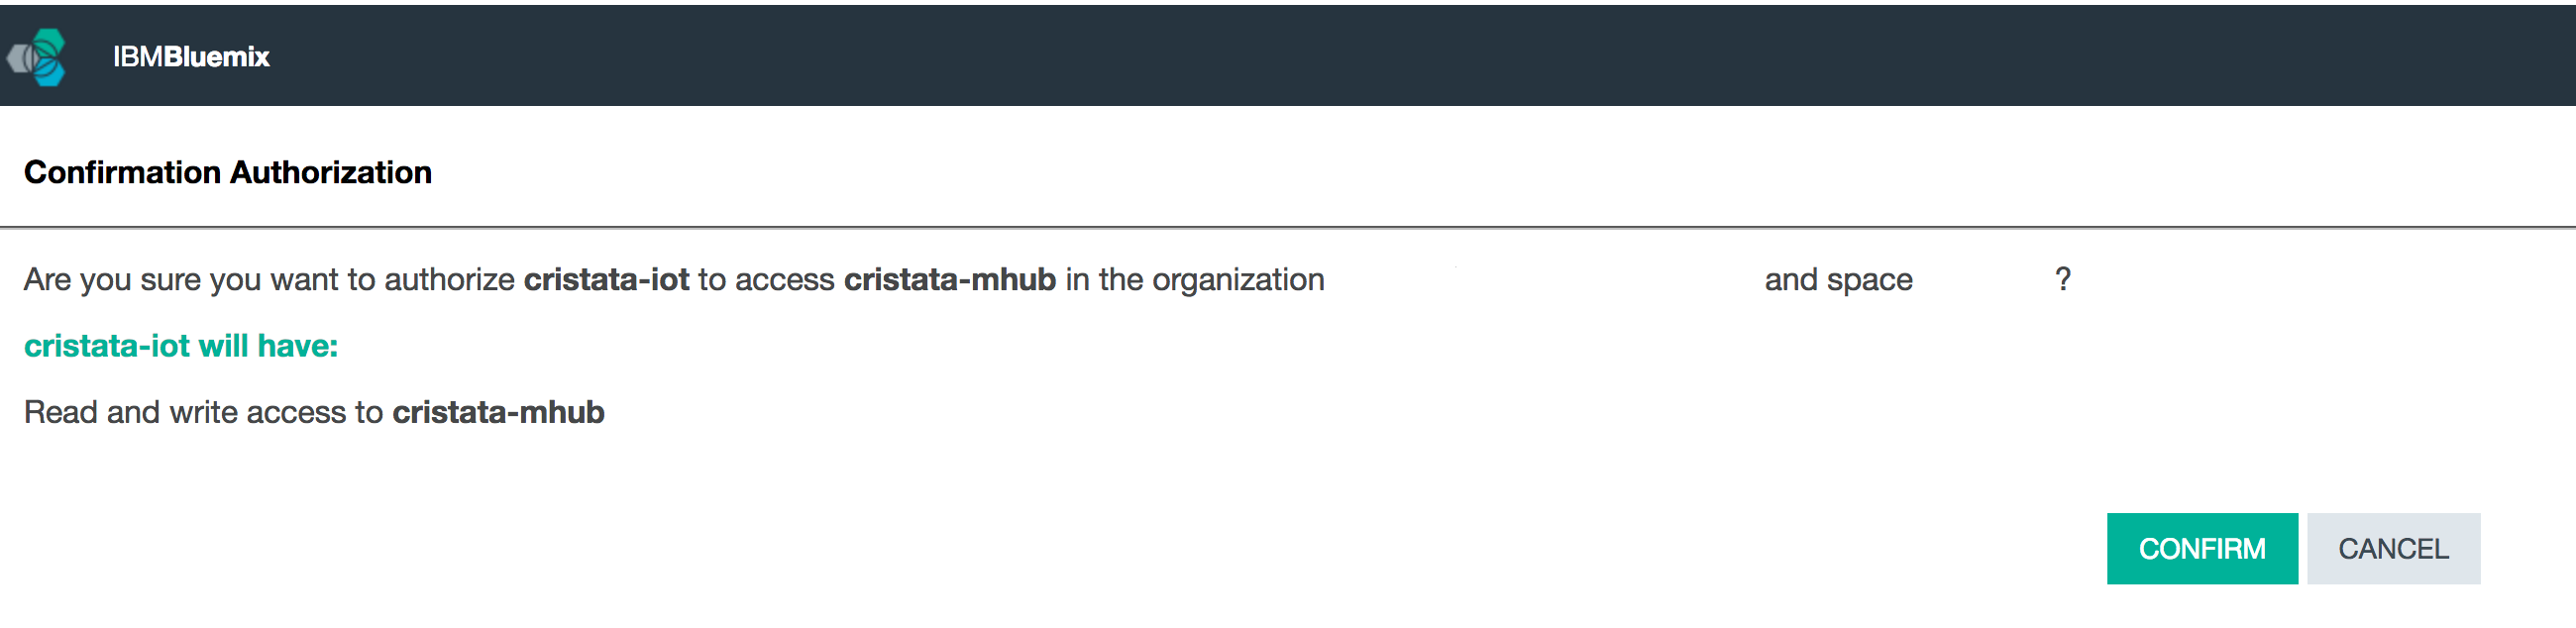 IBMBluemix
Confirmation Authorization
Are you sure you want to authorize cristata-iot to access cristata-mhub in the organization and space ?
cristata-iot will have:
Read and write access to cristata-mhub
CONFIRM CANCEL